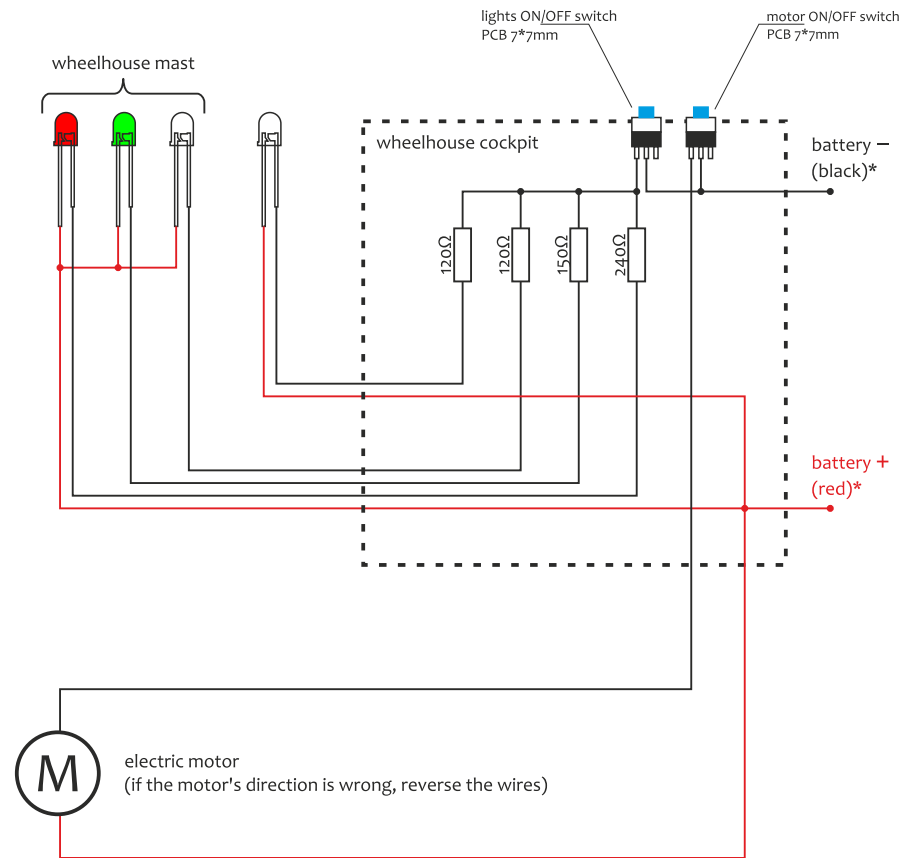 lights ON/OFF switch
PCB 7*7mm
motor ON/OFF switch
PCB 7*7mm
wheelhouse mast
wheelhouse cockpit
battery −
(black)*
120Ω
120Ω
150Ω
240Ω
battery +
(red)*
M
electric motor
(if the motor's direction is wrong, reverse the wires)